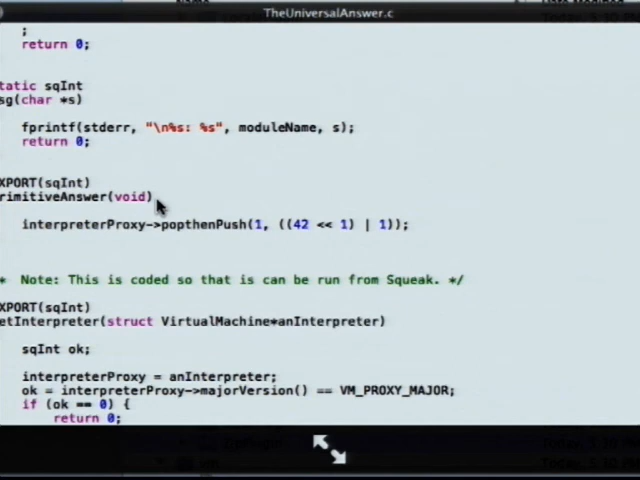 TheUniversalAnswer.c
;
return 0;
tatic sqInt
sg(char *s)
fprintf(stderr, "\n%s: %s", moduleName, s);
return 0;
XPORT(sqInt)
rimitiveAnswer(void)
interpreterProxy->popthenPush(1, ((42 << 1) | 1));
* Note: This is coded so that is can be run from Squeak. */
XPORT(sqInt)
etInterpreter(struct VirtualMachine*anInterpreter)
sqInt ok;
interpreterProxy = anInterpreter;
ok = interpreterProxy->majorVersion() == VM_PROXY_MAJOR;
if (ok == 0) {
return 0;